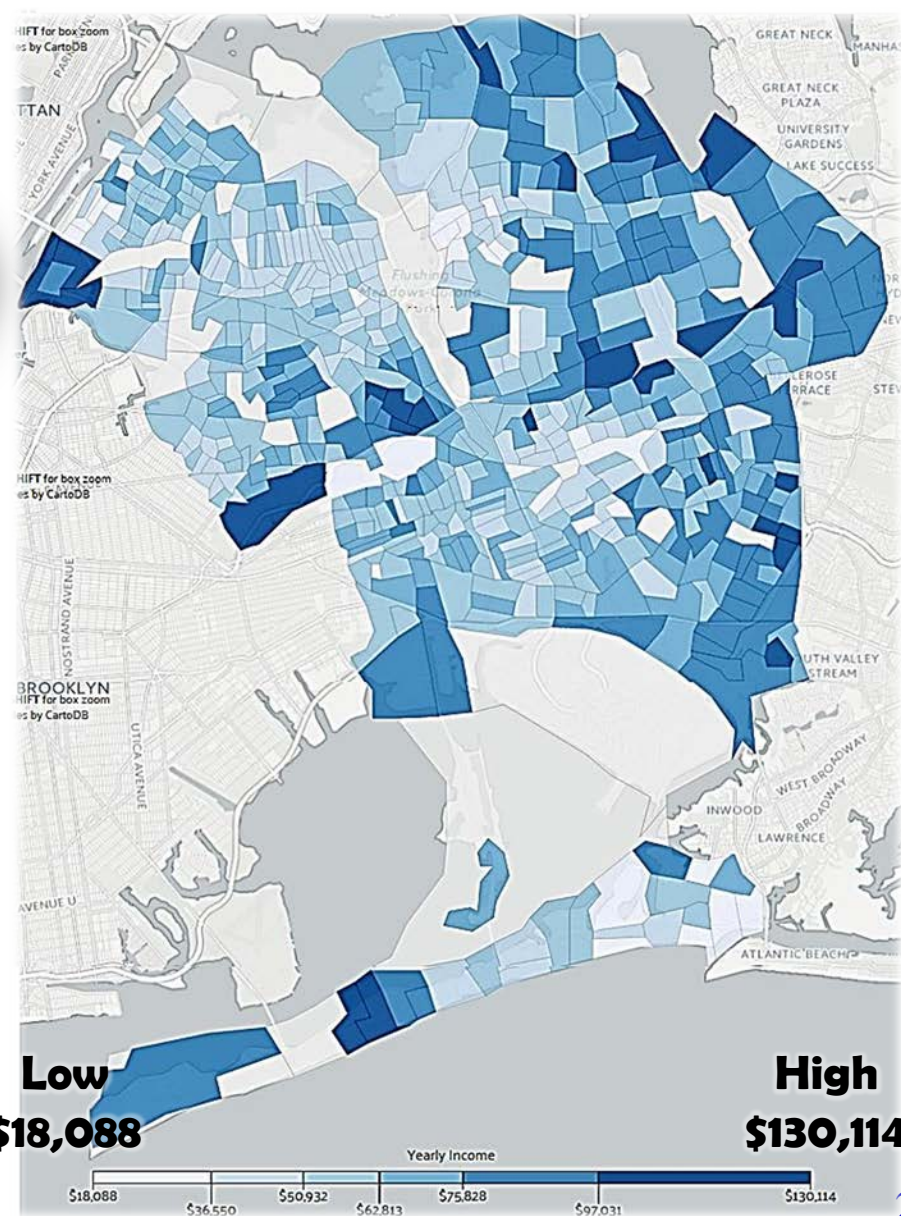 HIFT for box zoom
es by CartoDB
GREAT NECK
MANHAS
TTAN
YORK AVENUE
GREAT NECK
PLAZA
UNIVERSITY
GARDENS
LAKE SUCCESS
Flushing
Meadows-Corona
Park
TERRACE
HIFT for box zoom
es by CartoDB
NOSTRAND AVENUE
BROOKLYN
HIFT for box zoom
es by CartoDB
UTICA AVENUE
UTH VALLEY
STREAM
WEST BROADWAY
BROADWAY
INWOOD
LAWRENCE
AVENUE U
ATLANTIC BEACH
Low
$18,088
High
$130,114
Yearly Income
$18,088
$36,550
$50,932
$62,813
$75,828
$97,031
$130,114